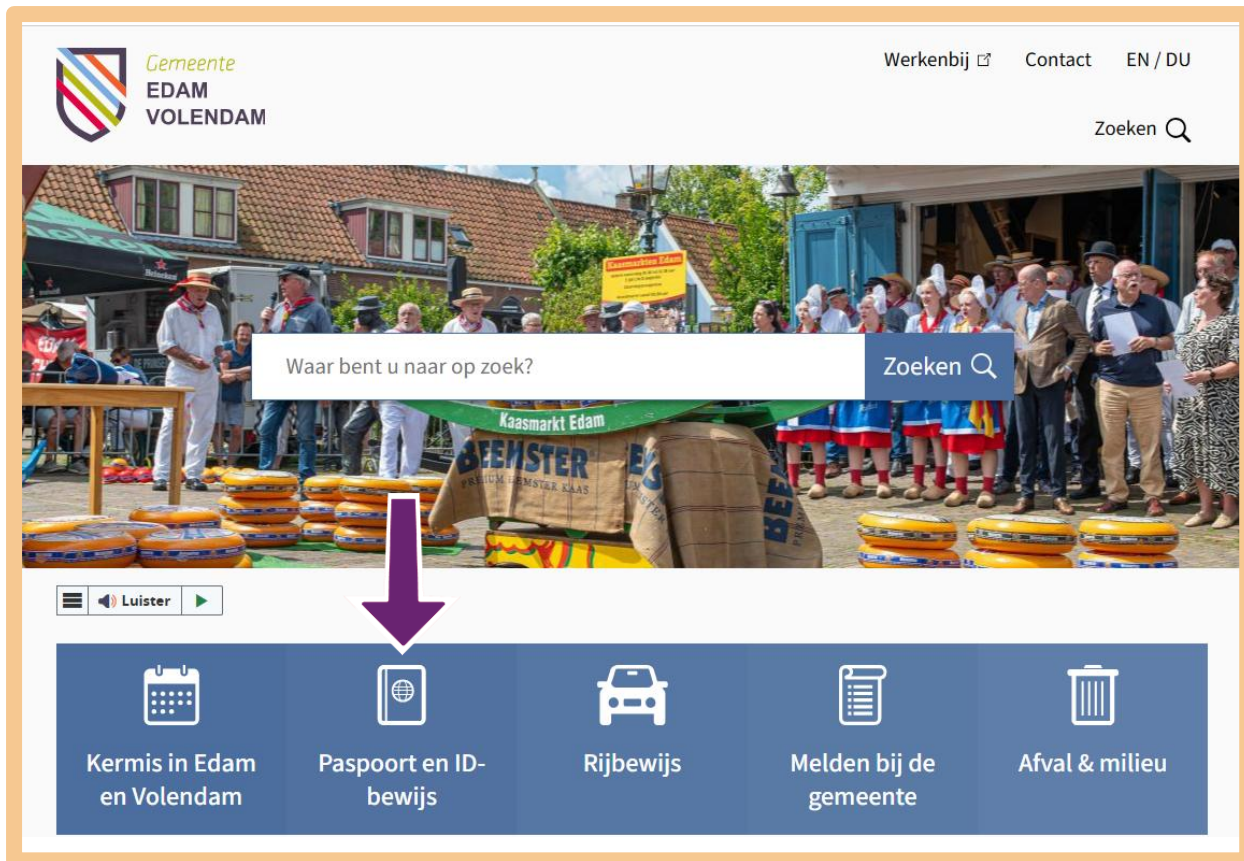 Gemeente
EDAM
VOLENDAM
Werkenbij Contact EN / DU
Zoeken
Heineken
Kaasmarkten Edam
Waar bent u naar op zoek?
Zoeken
Kaasmarkt Edam
BEEMSTER
PREMIUM BEEMSTER KAAS
Luister
Kermis in Edam
en Volendam
Paspoort en ID-
bewijs
Rijbewijs
Melden bij de
gemeente
Afval & milieu